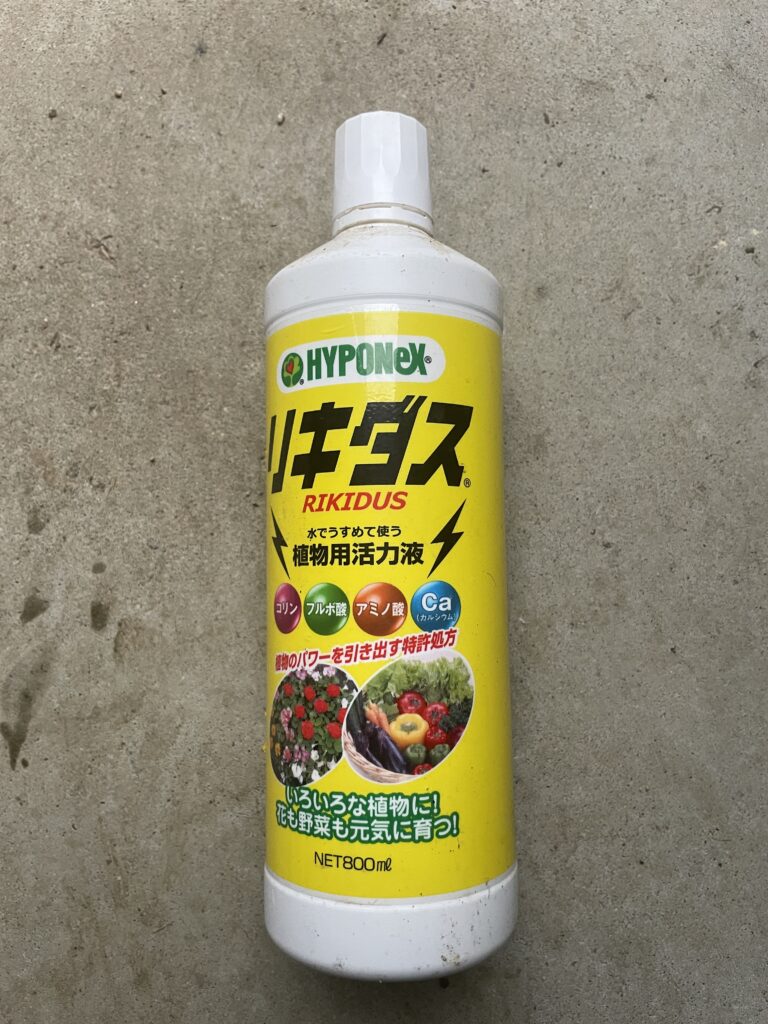 HYPONeX®
リキダス®
RIKIDUS
水でうすめて使う
植物用活力液
コリン フルボ酸 アミノ酸 Ca
(カルシウム)
植物のパワーを引き出す特許処方
いろいろな植物に!
花も野菜も元気に育つ!
NET800㎖